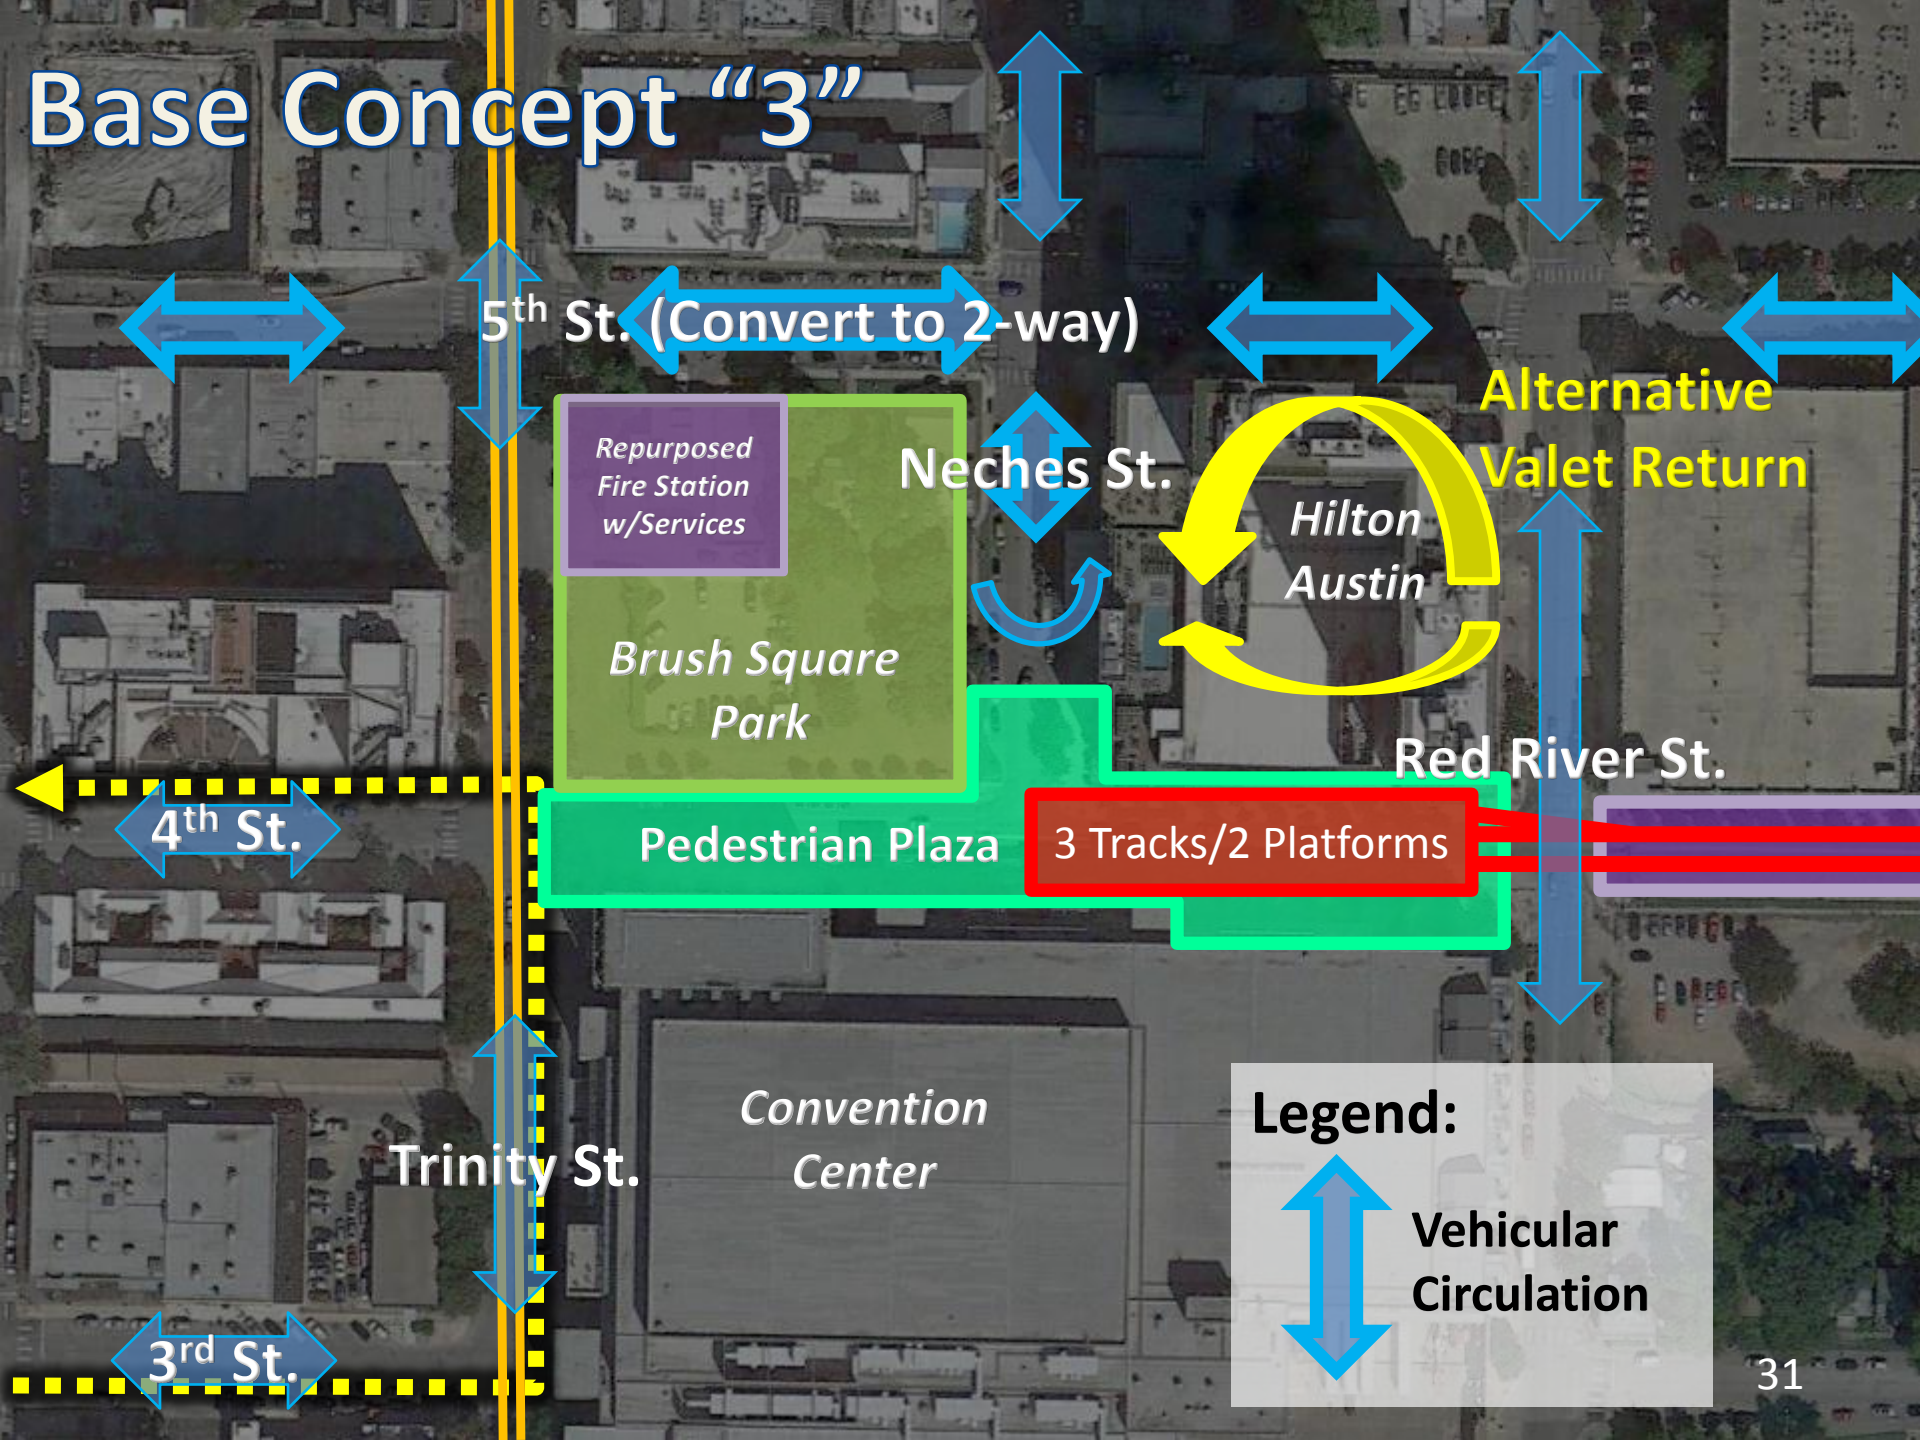 Base Concept “3”
5th St. (Convert to 2-way)
Alternative
Valet Return
Repurposed
Fire Station
w/Services
Neches St.
Hilton
Austin
Brush Square
Park
Red River St.
4th St.
Pedestrian Plaza
3 Tracks/2 Platforms
Convention
Center
Trinity St.
Legend:
Vehicular
Circulation
3rd St.
31